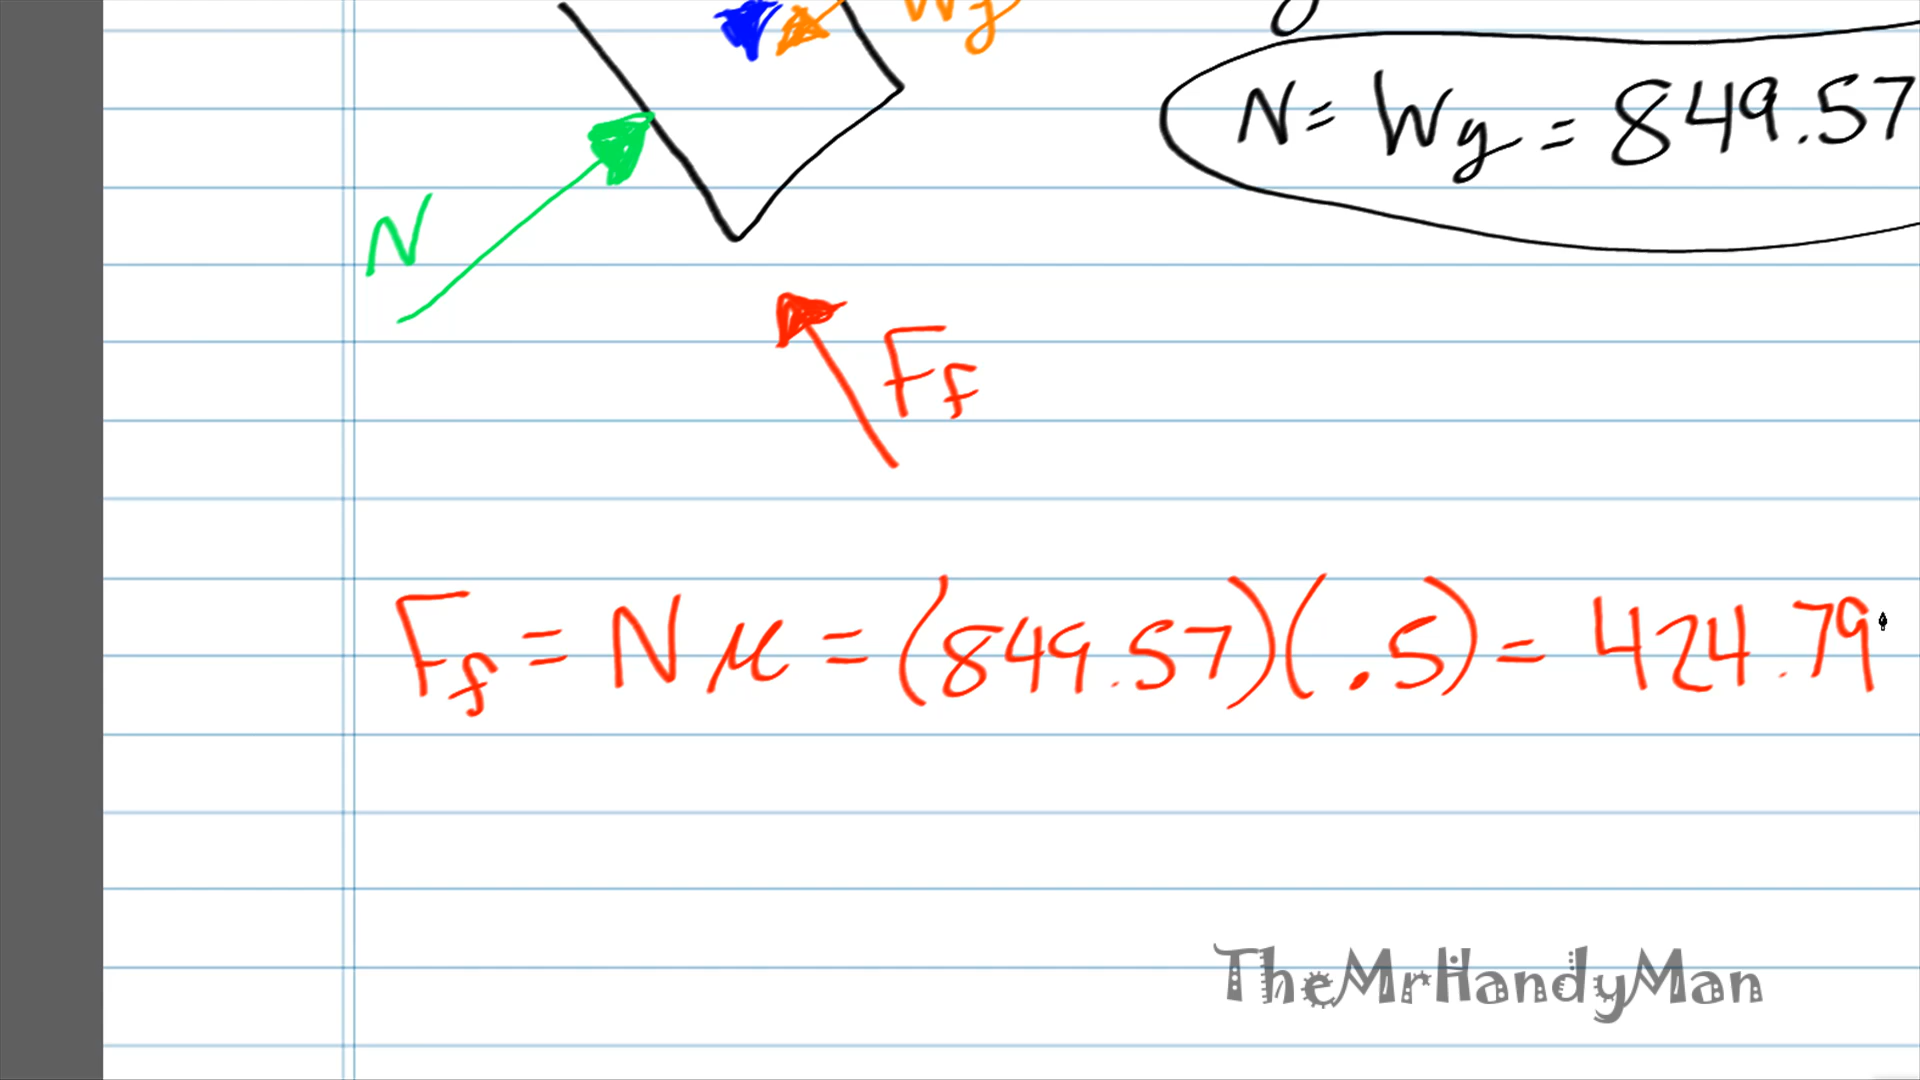 Wy
N = Wy = 849.57
N
Ff
Ff = Nμ = (849.57)(.5) = 424.79
TheMrHandyMan